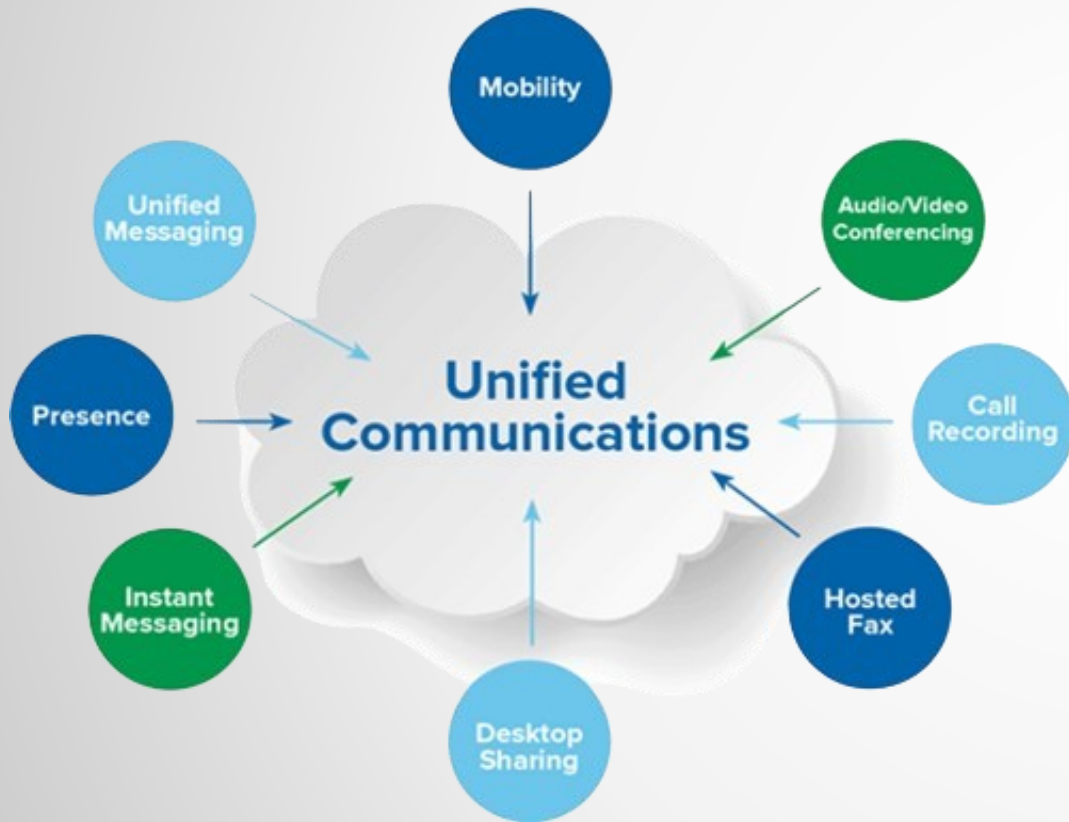 Mobility
Unified
Messaging
Audio/Video
Conferencing
Presence
Unified
Communications
Call
Recording
Instant
Messaging
Hosted
Fax
Desktop
Sharing